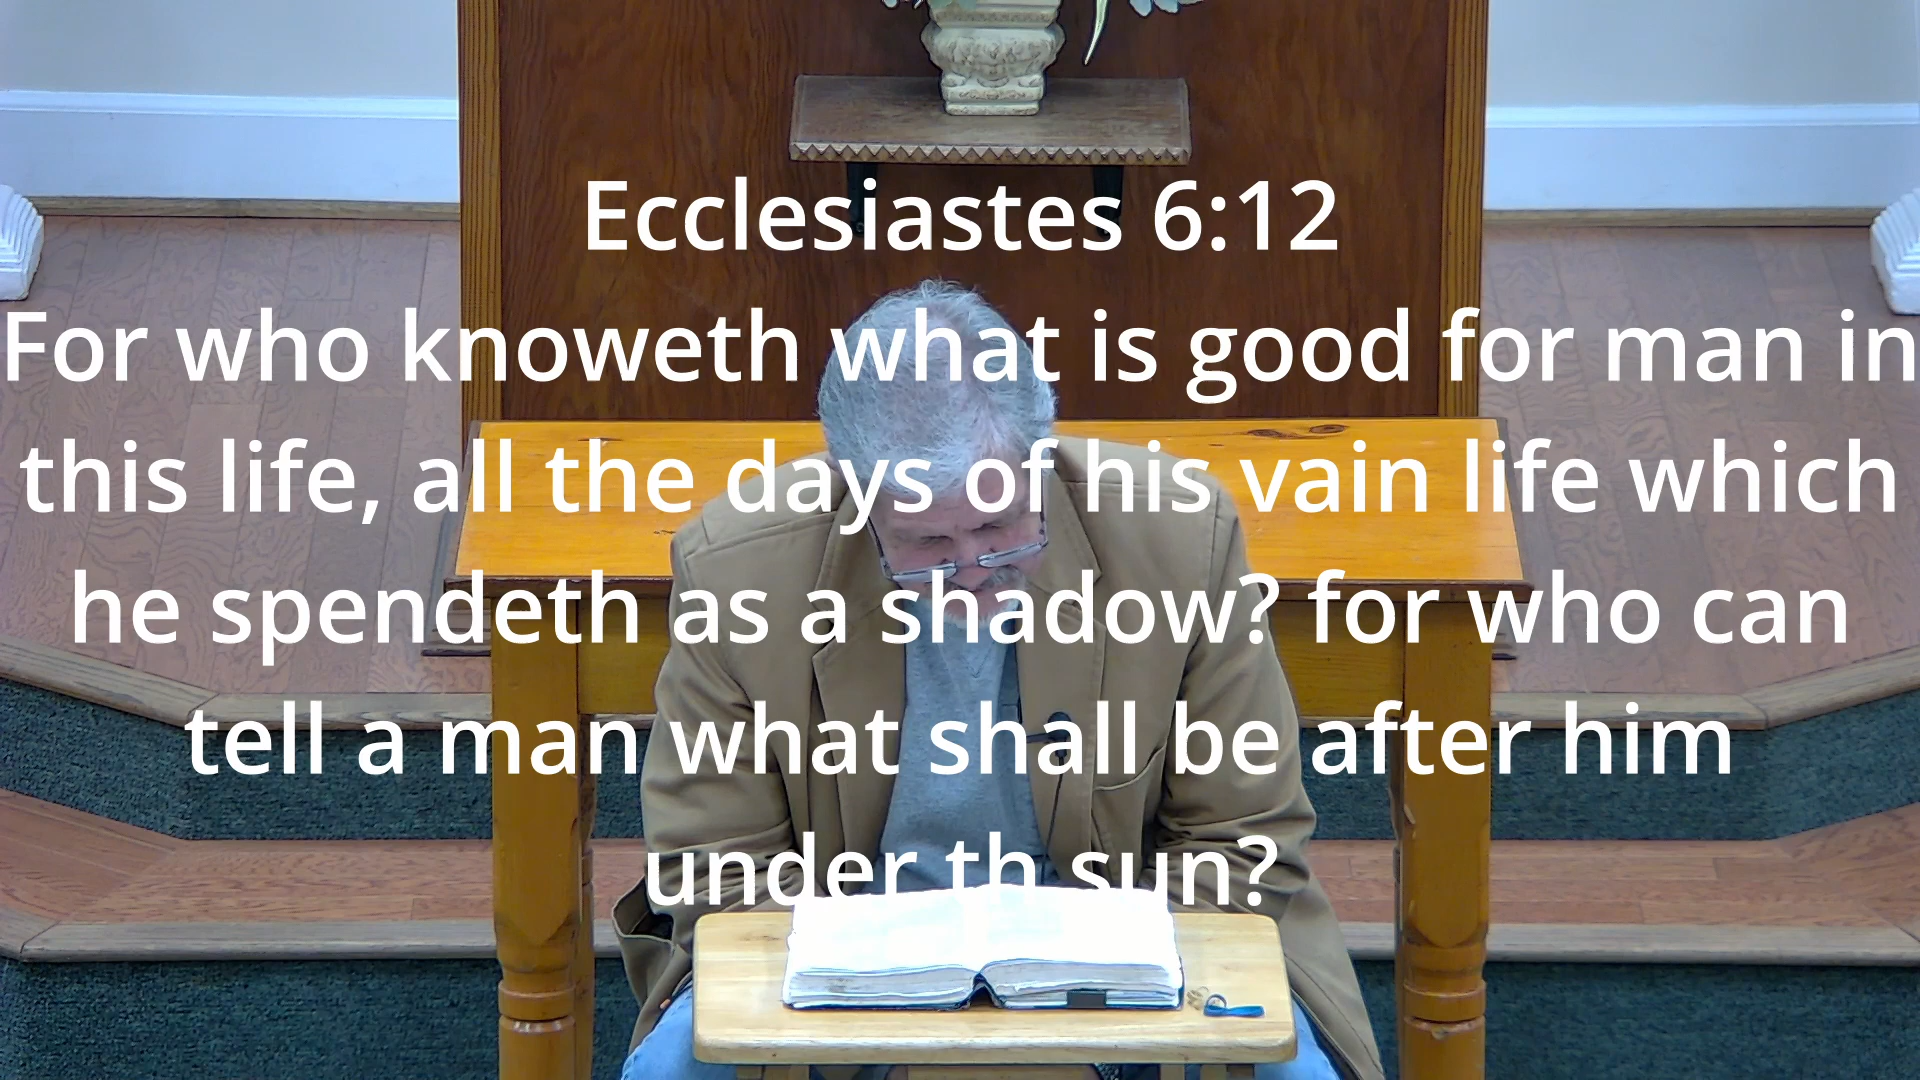 Ecclesiastes 6:12
For who knoweth what is good for man in
this life, all the days of his vain life which
he spendeth as a shadow? for who can
tell a man what shall be after him
under th sun?